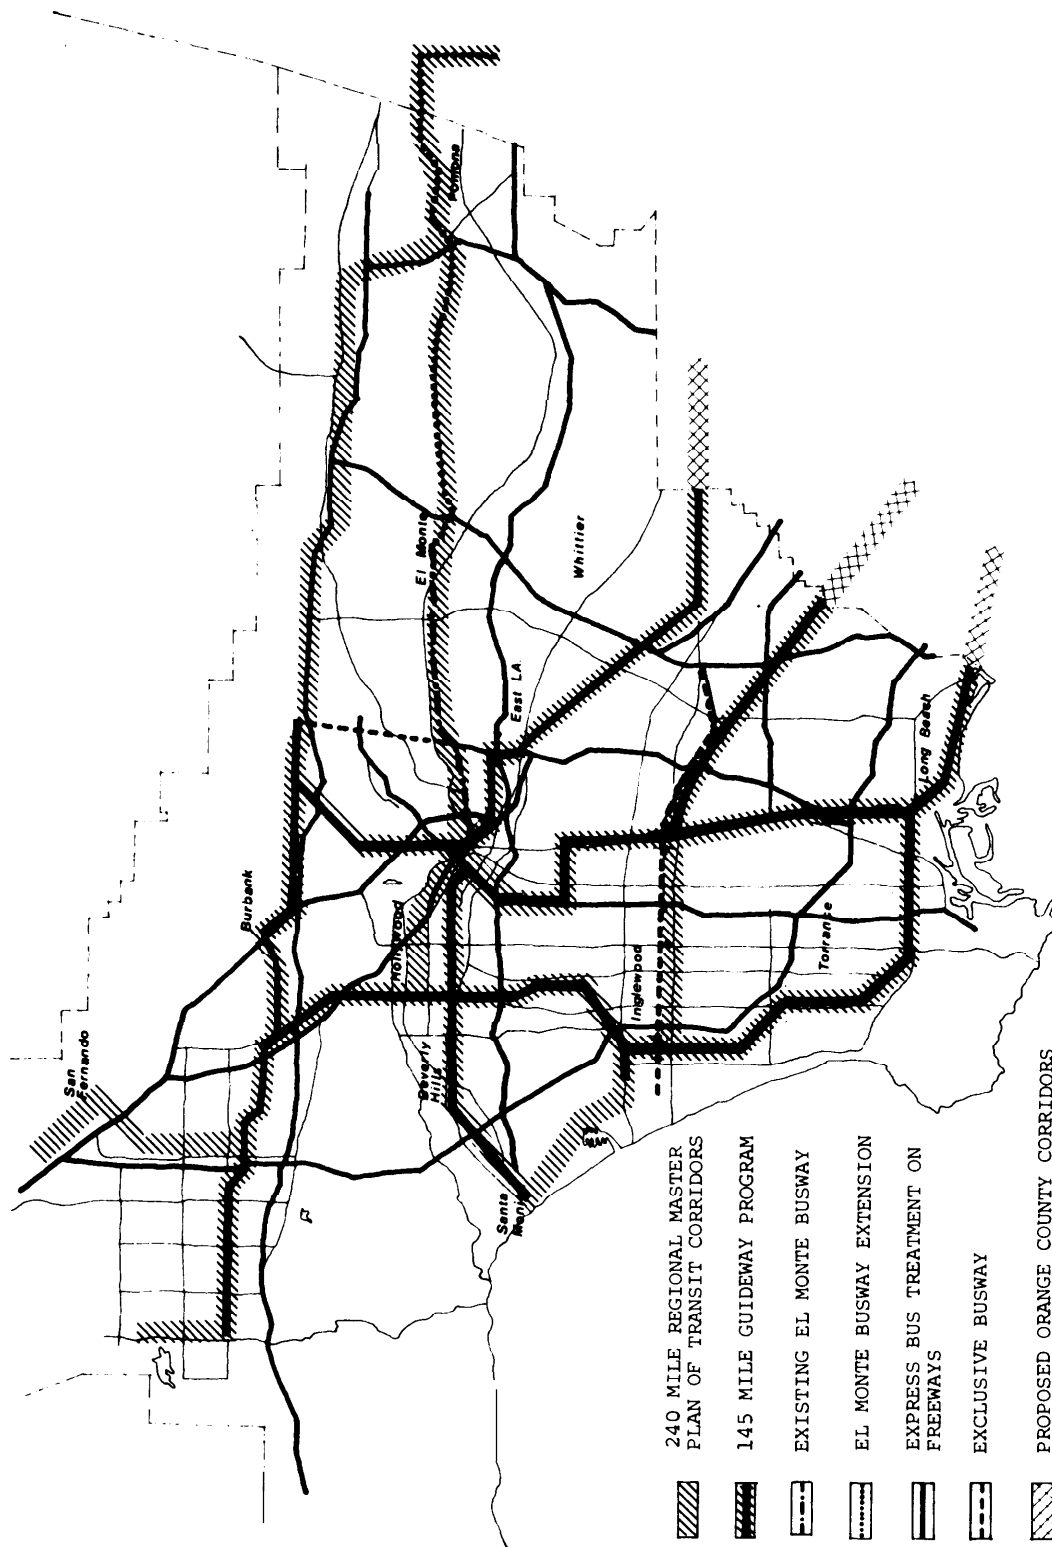 San
Fernando
Burbank
Hollywood
Beverly
Hills
Santa
Monica
Inglewood
Torrance
Long Beach
East LA.
El Monte
Whittier
Pomona
240 MILE REGIONAL MASTER
PLAN OF TRANSIT CORRIDORS
145 MILE GUIDEWAY PROGRAM
EXISTING EL MONTE BUSWAY
EL MONTE BUSWAY EXTENSION
EXPRESS BUS TREATMENT ON
FREEWAYS
EXCLUSIVE BUSWAY
PROPOSED ORANGE COUNTY CORRIDORS